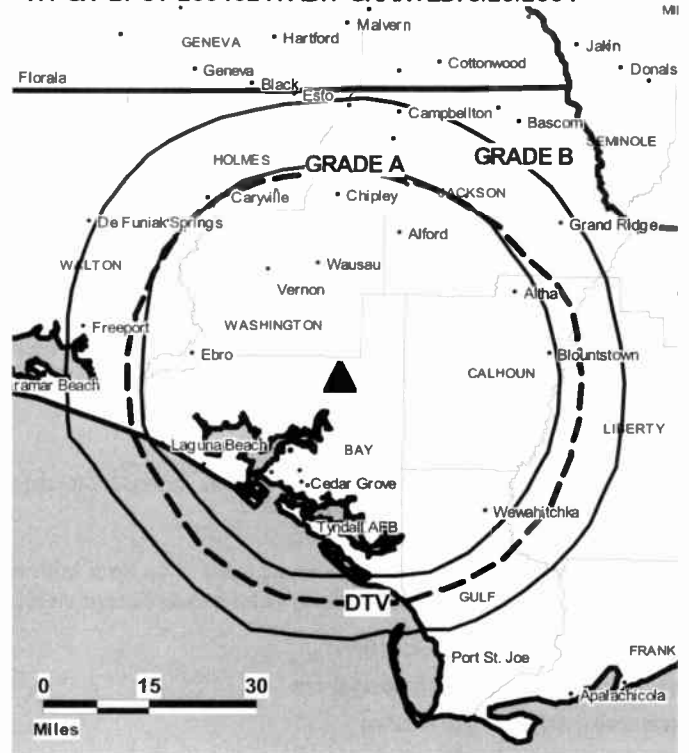 Malvern
GENEVA
Hartford
Jakin
Florala
Geneva
Cottonwood
Donals
Black
Esto
Campbellton
Bascom
SEMINOLE
HOLMES
GRADE A
GRADE B
Caryville
Chipley
JACKSON
De Funiak Springs
Alford
Grand Ridge
WALTON
Wausau
Vernon
Altha
Freeport
WASHINGTON
Ebro
Blountstown
ramar Beach
CALHOUN
LIBERTY
Laguna Beach
BAY
Cedar Grove
Wewahitchka
Tyndall AFB
DTV
GULF
Port St. Joe
FRANK
Apalachicola
0 15 30
Miles